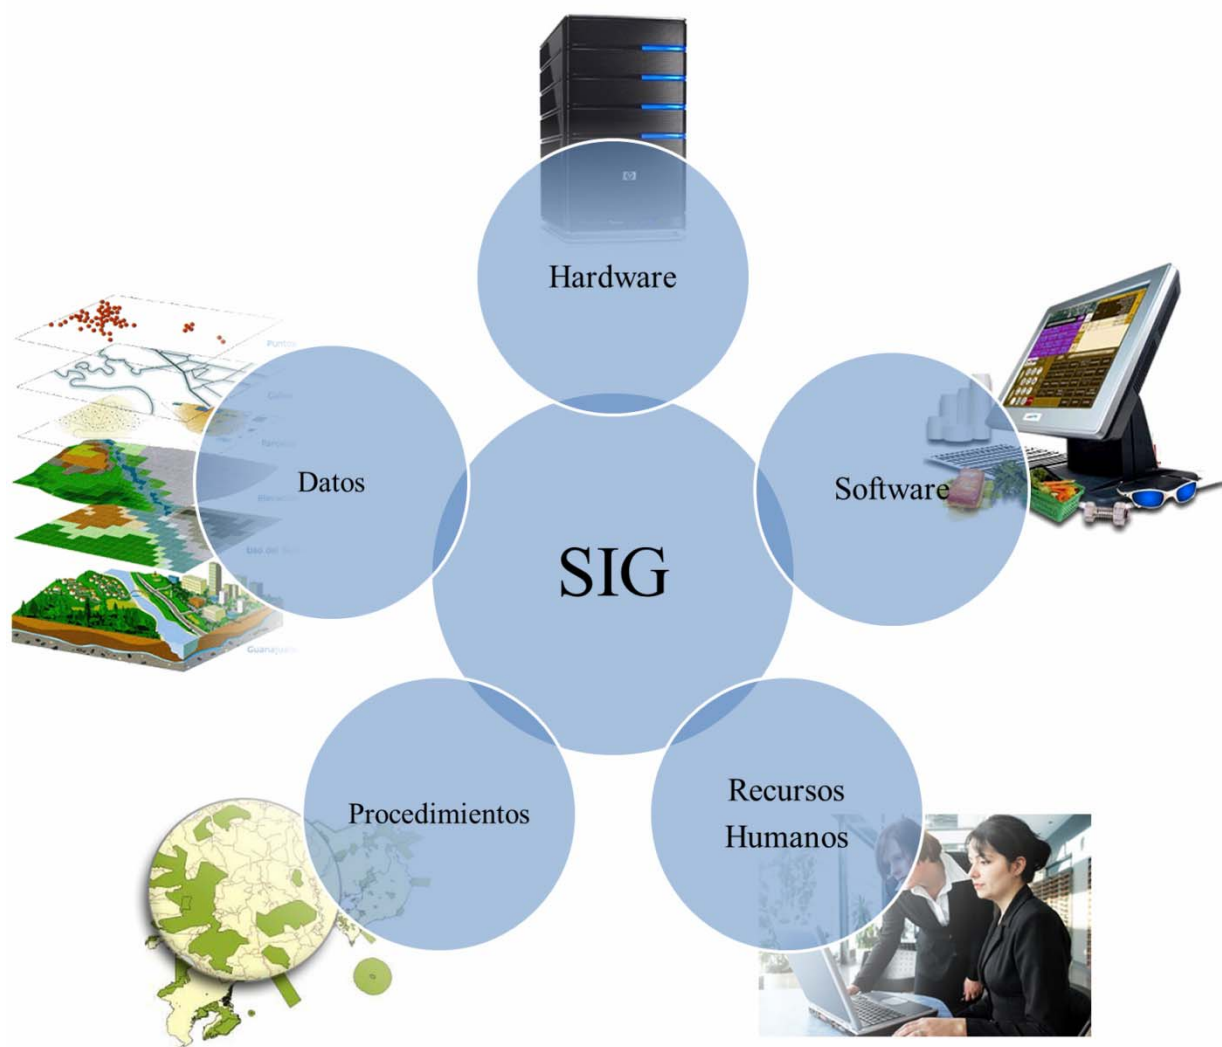 Hardware
Datos
Software
SIG
Procedimientos
Recursos
Humanos